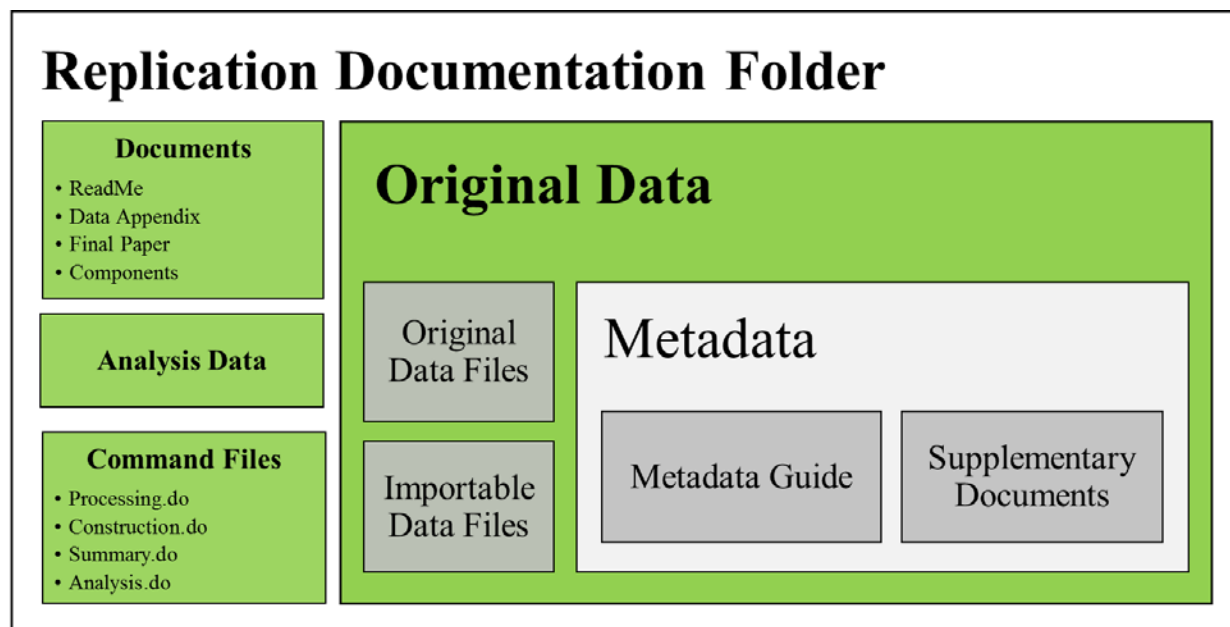 Replication Documentation Folder
Documents
• ReadMe
• Data Appendix
• Final Paper
• Components
Analysis Data
Command Files
• Processing.do
• Construction.do
• Summary.do
• Analysis.do
Original Data
Original
Data Files
Importable
Data Files
Metadata
Metadata Guide
Supplementary
Documents